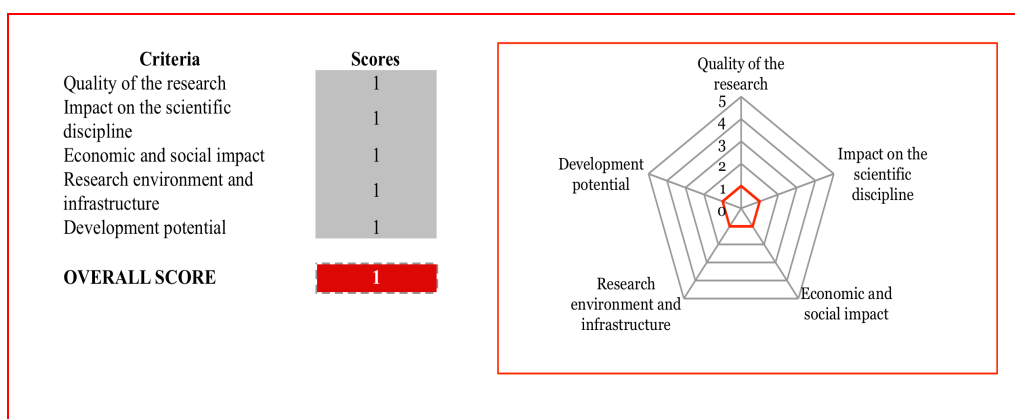 Criteria Scores
Quality of the research 1
Impact on the scientific
discipline 1
Economic and social impact 1
Research environment and
infrastructure 1
Development potential 1
OVERALL SCORE 1
Quality of the
research
5
4
3
2
1
0
Impact on the
scientific
discipline
Economic and
social impact
Research
environment and
infrastructure
Development
potential